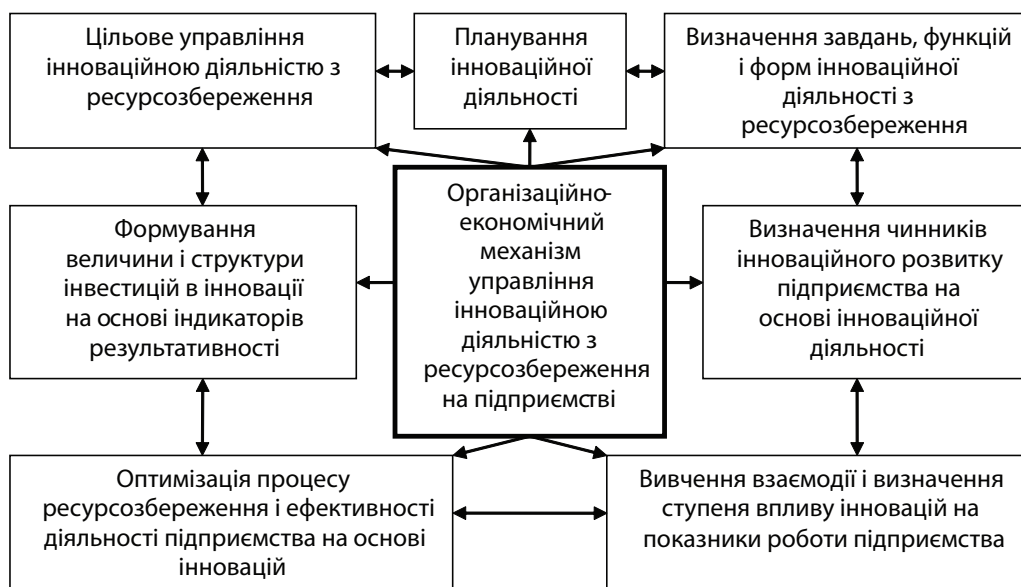 Цільове управління
інноваційною діяльністю з
ресурсозбереження
Планування
інноваційної
діяльності
Визначення завдань, функцій
і форм інноваційної
діяльності з
ресурсозбереження
Формування
величини і структури
інвестицій в інновації
на основі індикаторів
результативності
Організаційно-
економічний
механізм
управління
інноваційною
діяльністю з
ресурсозбереження
на підприємстві
Визначення чинників
інноваційного розвитку
підприємства на
основі інноваційної
діяльності
Оптимізація процесу
ресурсозбереження і ефективності
діяльності підприємства на основі
інновацій
Вивчення взаємодії і визначення
ступеня впливу інновацій на
показники роботи підприємства